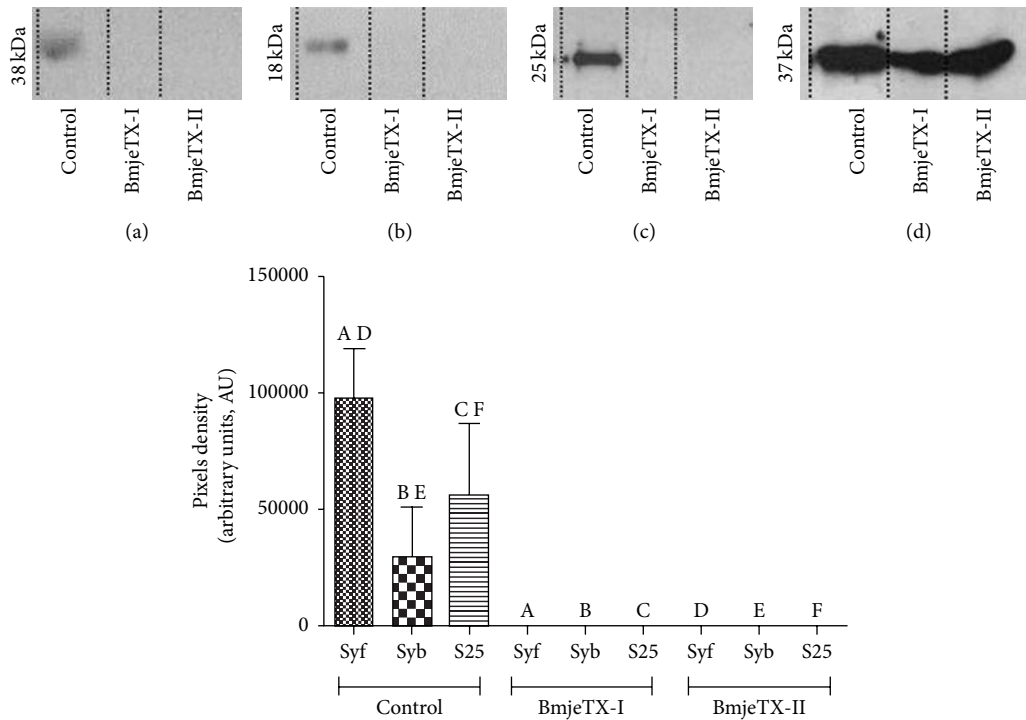 38 kDa
Control
BmjeTX-I
BmjeTX-II
(a)
18 kDa
Control
BmjeTX-I
BmjeTX-II
(b)
25 kDa
Control
BmjeTX-I
BmjeTX-II
(c)
37 kDa
Control
BmjeTX-I
BmjeTX-II
(d)
Pixels density
(arbitrary units, AU)
150000
100000
50000
0
A D
B E
C F
A
B
C
D
E
F
Syf
Syb
S25
Syf
Syb
S25
Syf
Syb
S25
Control
BmjeTX-I
BmjeTX-II